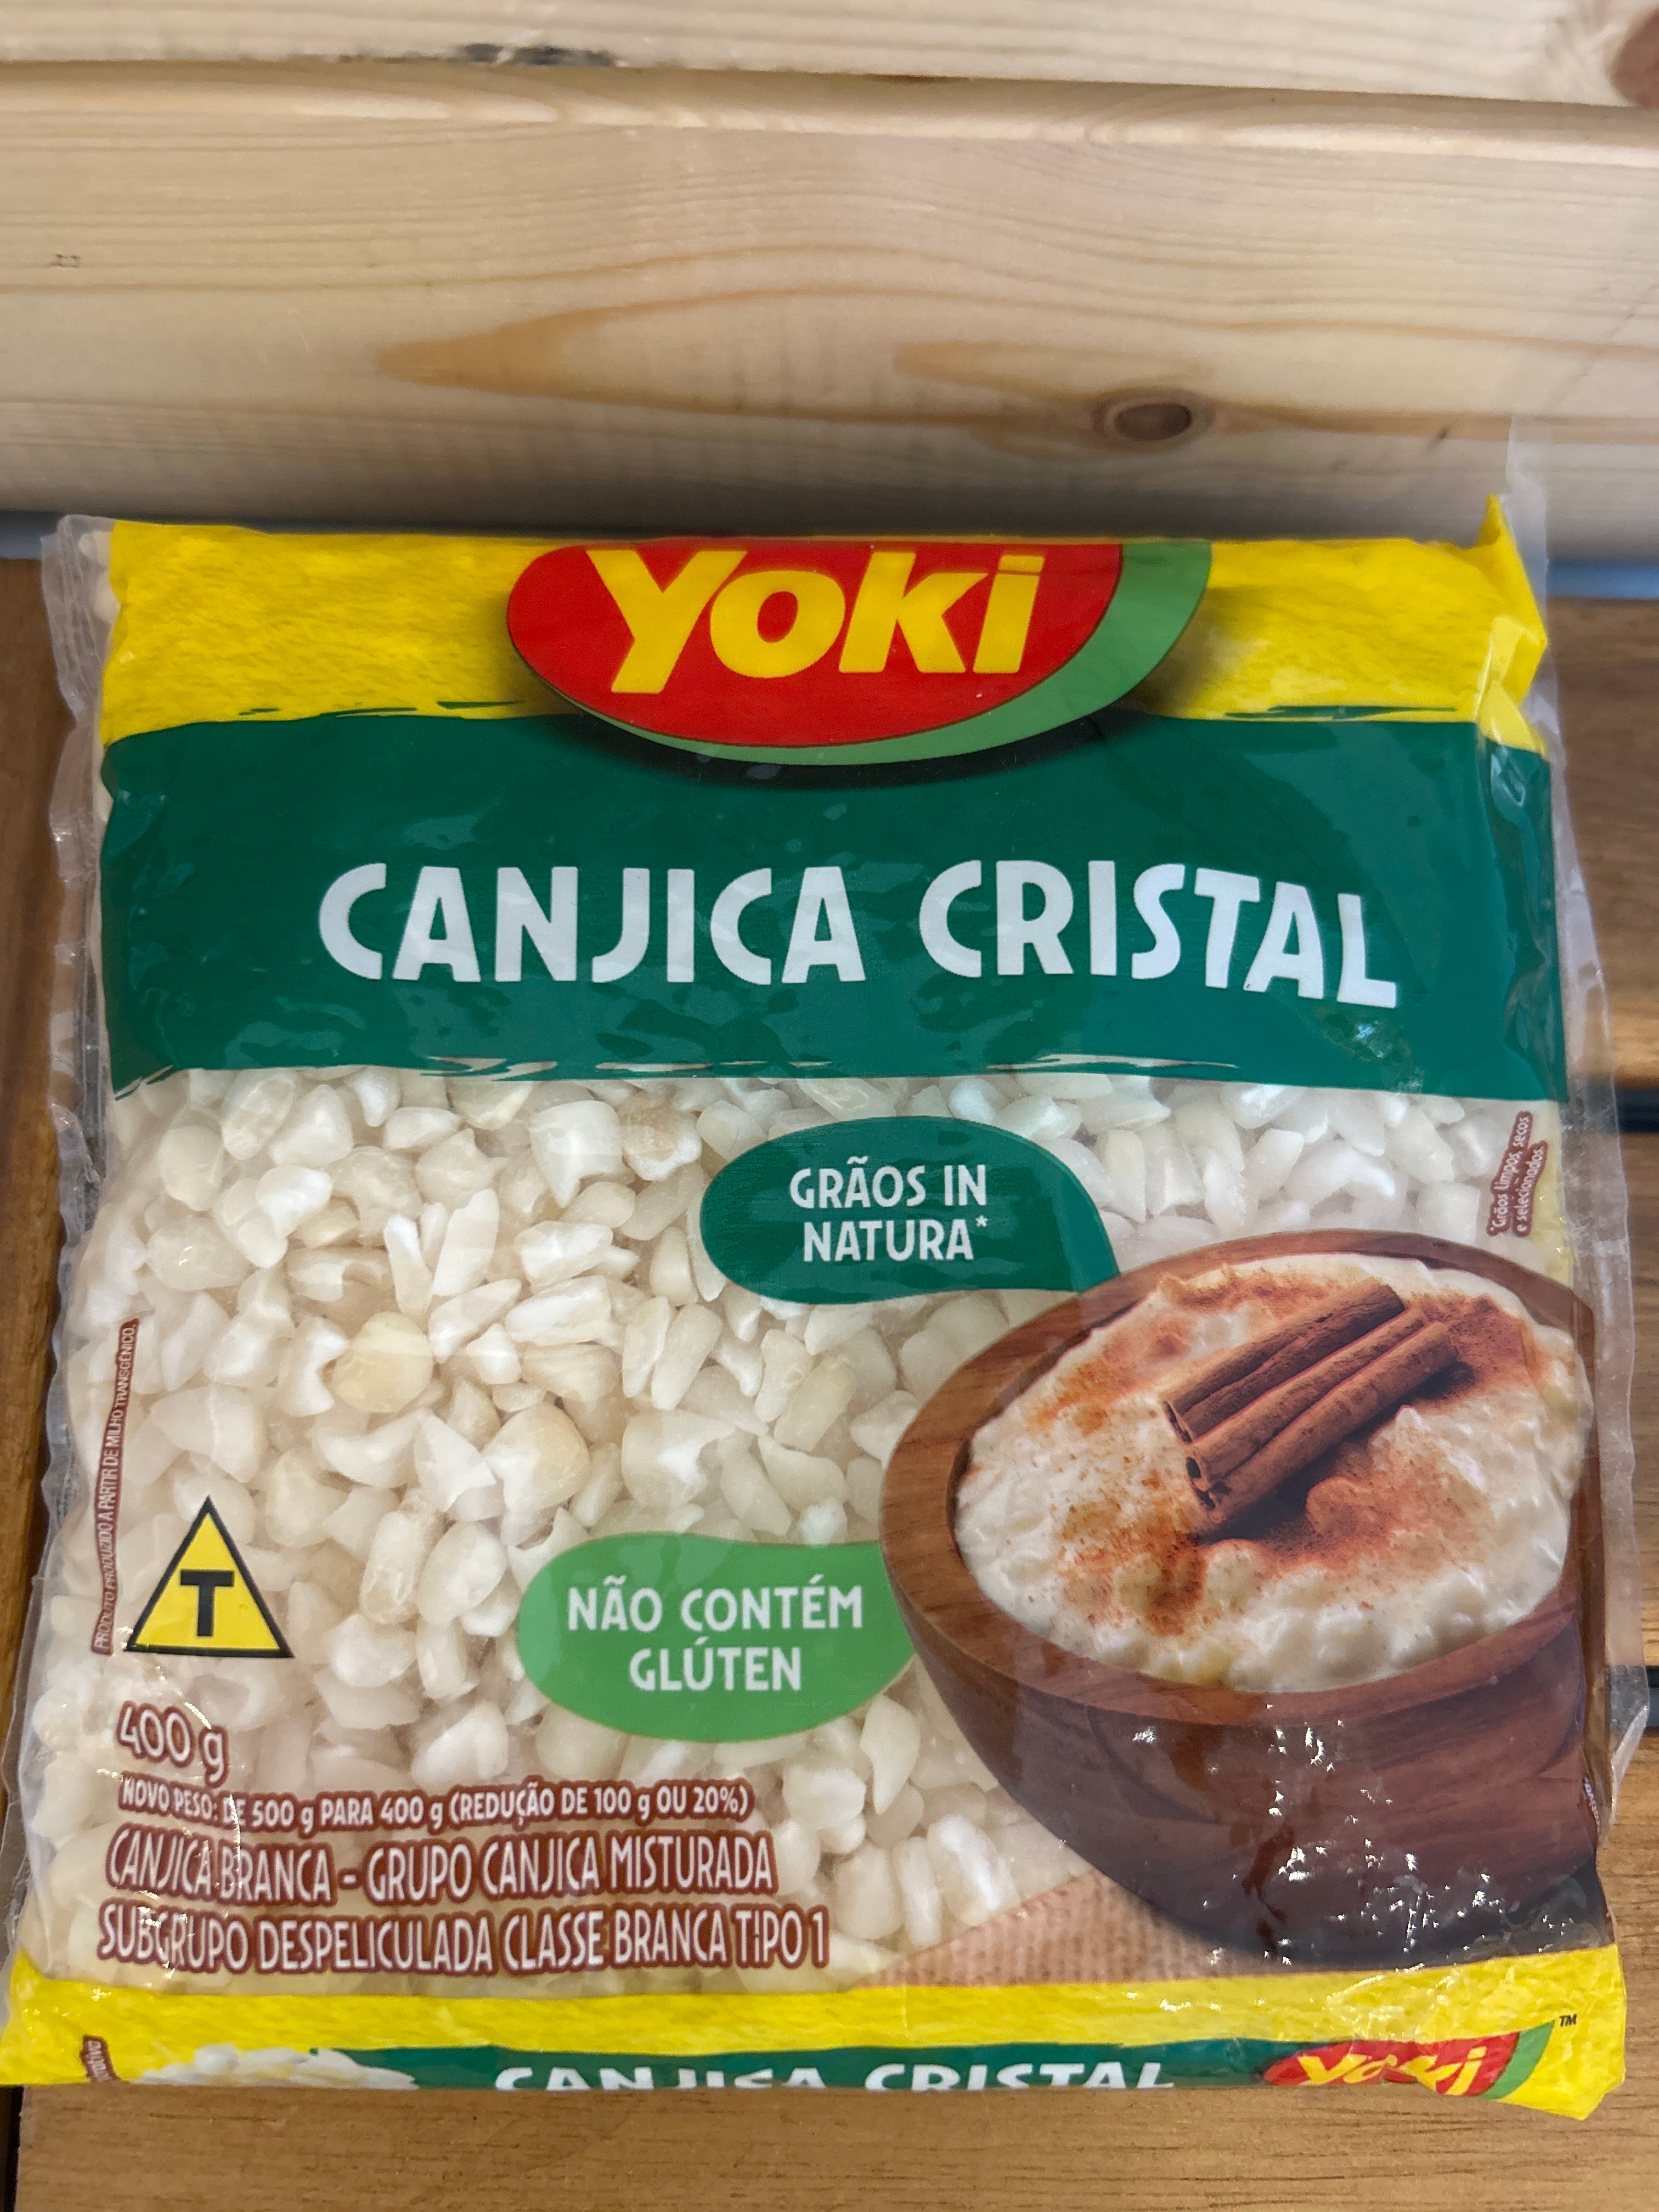 Yoki
CANJICA CRISTAL
GRÃOS IN
NATURA*
*Grãos limpos, secos
e selecionados.
PRODUTO PRODUZIDO A PARTIR DE MILHO TRANSGÊNICO.
T
NÃO CONTÉM
GLÚTEN
400 g
NOVO PESO: DE 500 g PARA 400 g (REDUÇÃO DE 100 g OU 20%)
CANJICA BRANCA - GRUPO CANJICA MISTURADA
SUBGRUPO DESPELICULADA CLASSE BRANCA TIPO 1
TM
CANJICA CRISTAL
Yoki